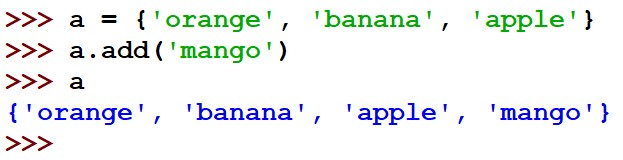 >>> a = {'orange', 'banana', 'apple'}
>>> a.add('mango')
>>> a
{'orange', 'banana', 'apple', 'mango'}
>>>